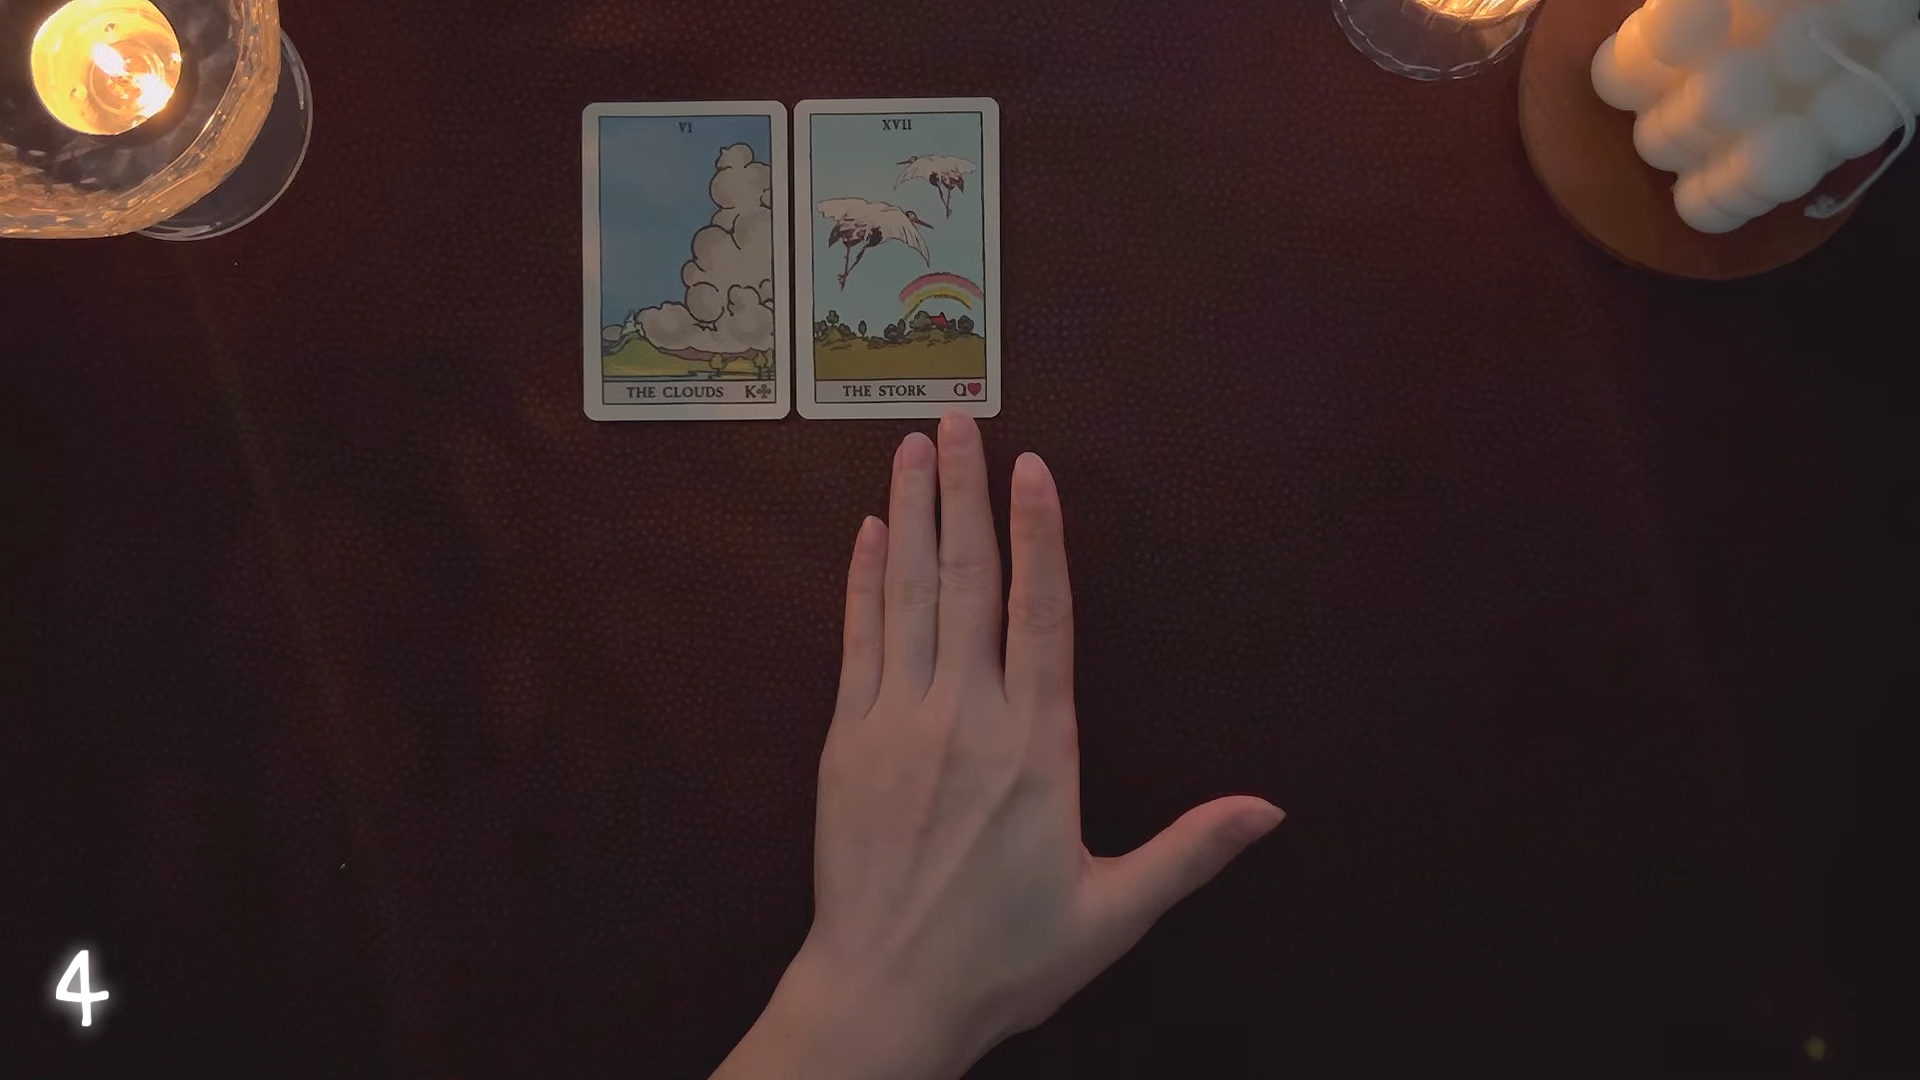 VI
THE CLOUDS K♣
XVII
THE STORK Q♥
4